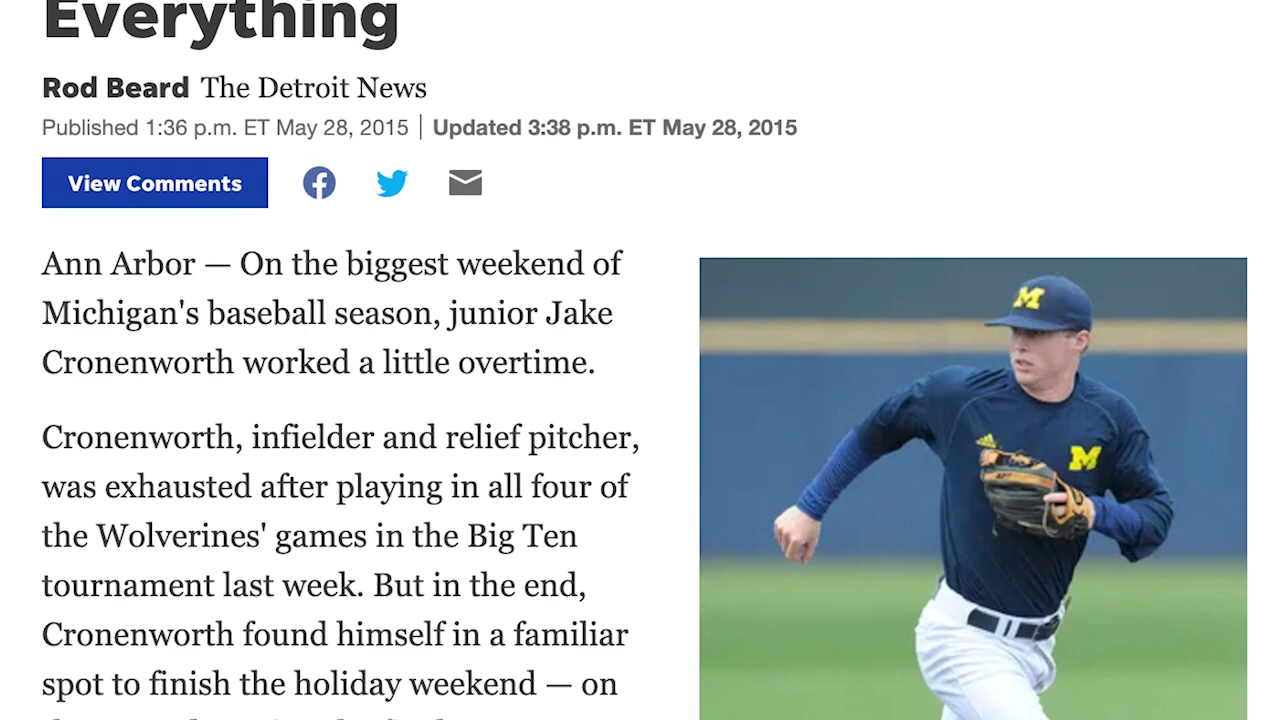 Everything
Rod Beard The Detroit News
Published 1:36 p.m. ET May 28, 2015 | Updated 3:38 p.m. ET May 28, 2015
View Comments
Ann Arbor — On the biggest weekend of
Michigan's baseball season, junior Jake
Cronenworth worked a little overtime.
Cronenworth, infielder and relief pitcher,
was exhausted after playing in all four of
the Wolverines' games in the Big Ten
tournament last week. But in the end,
Cronenworth found himself in a familiar
spot to finish the holiday weekend — on
M
M